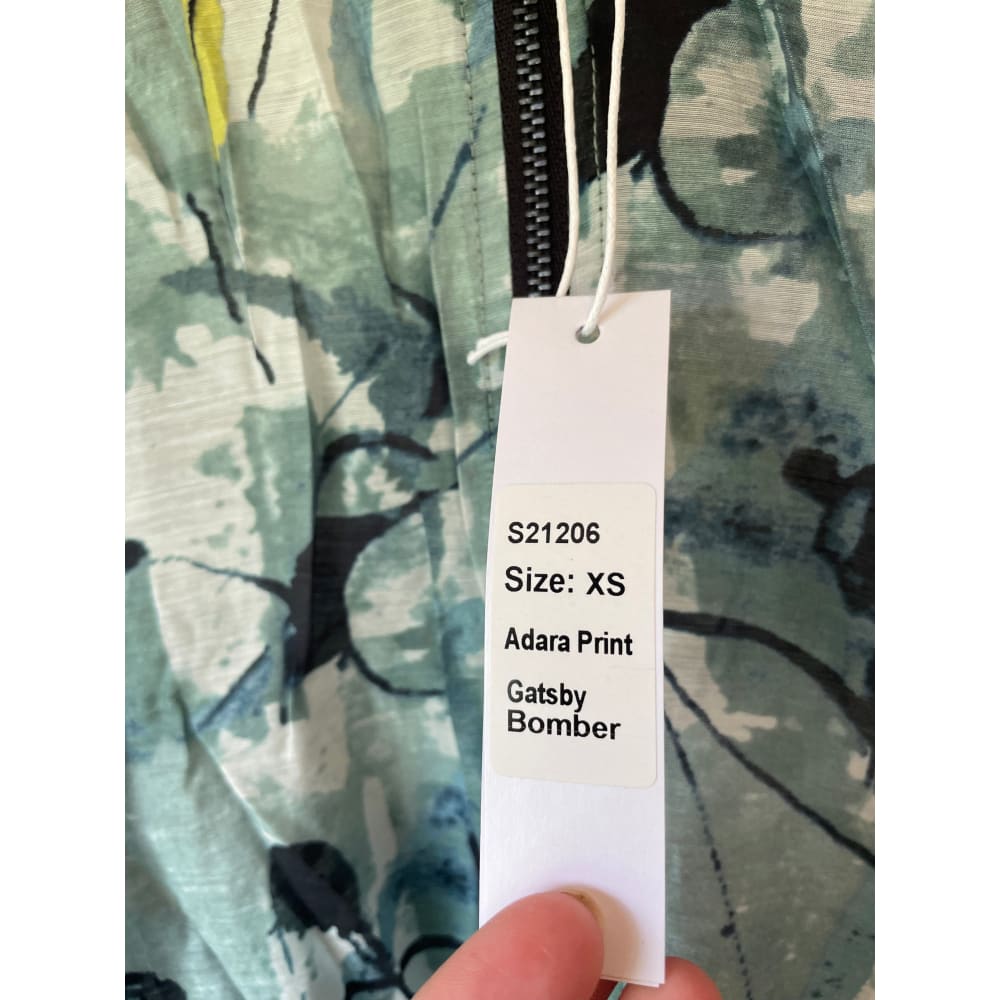 S21206
Size: XS
Adara Print
Gatsby
Bomber